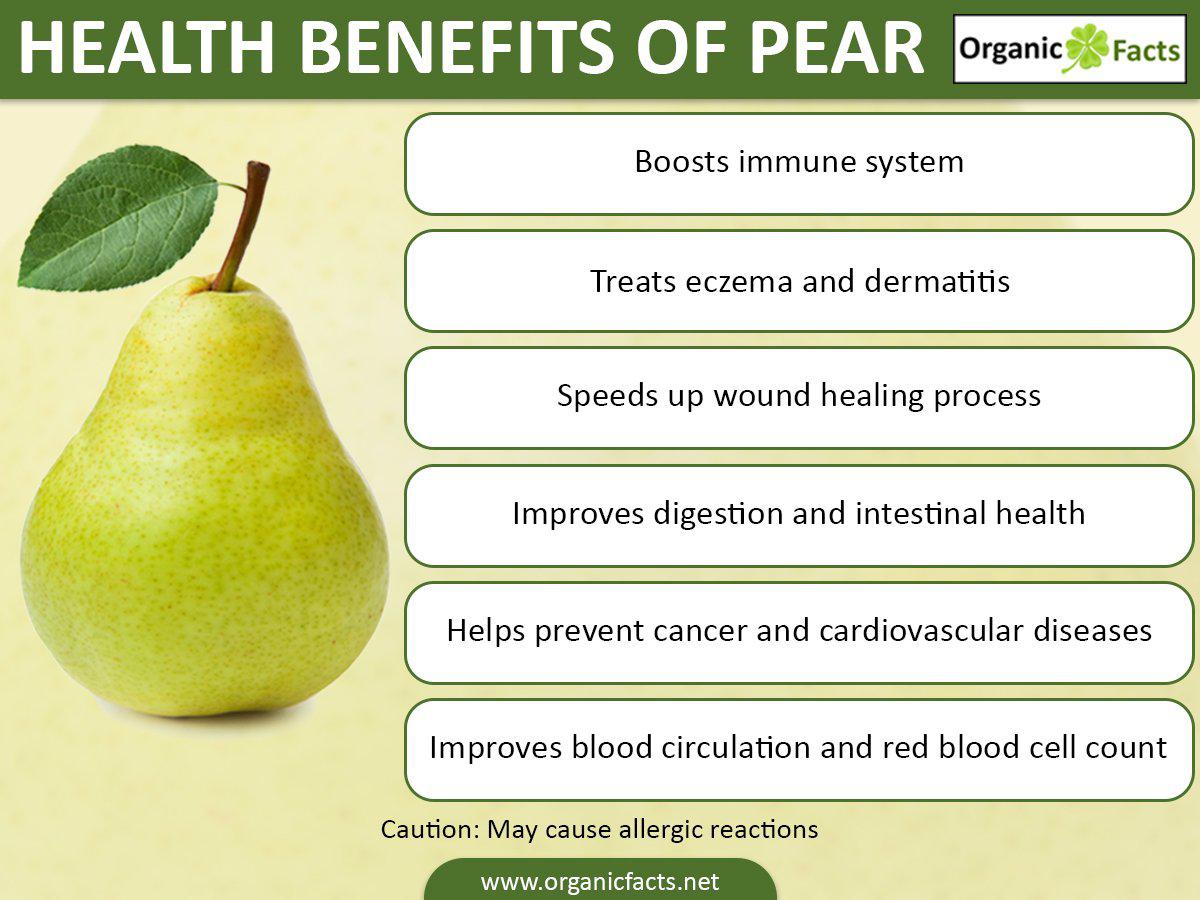 HEALTH BENEFITS OF PEAR
Organic Facts
Boosts immune system
Treats eczema and dermatitis
Speeds up wound healing process
Improves digestion and intestinal health
Helps prevent cancer and cardiovascular diseases
Improves blood circulation and red blood cell count
Caution: May cause allergic reactions
www.organicfacts.net